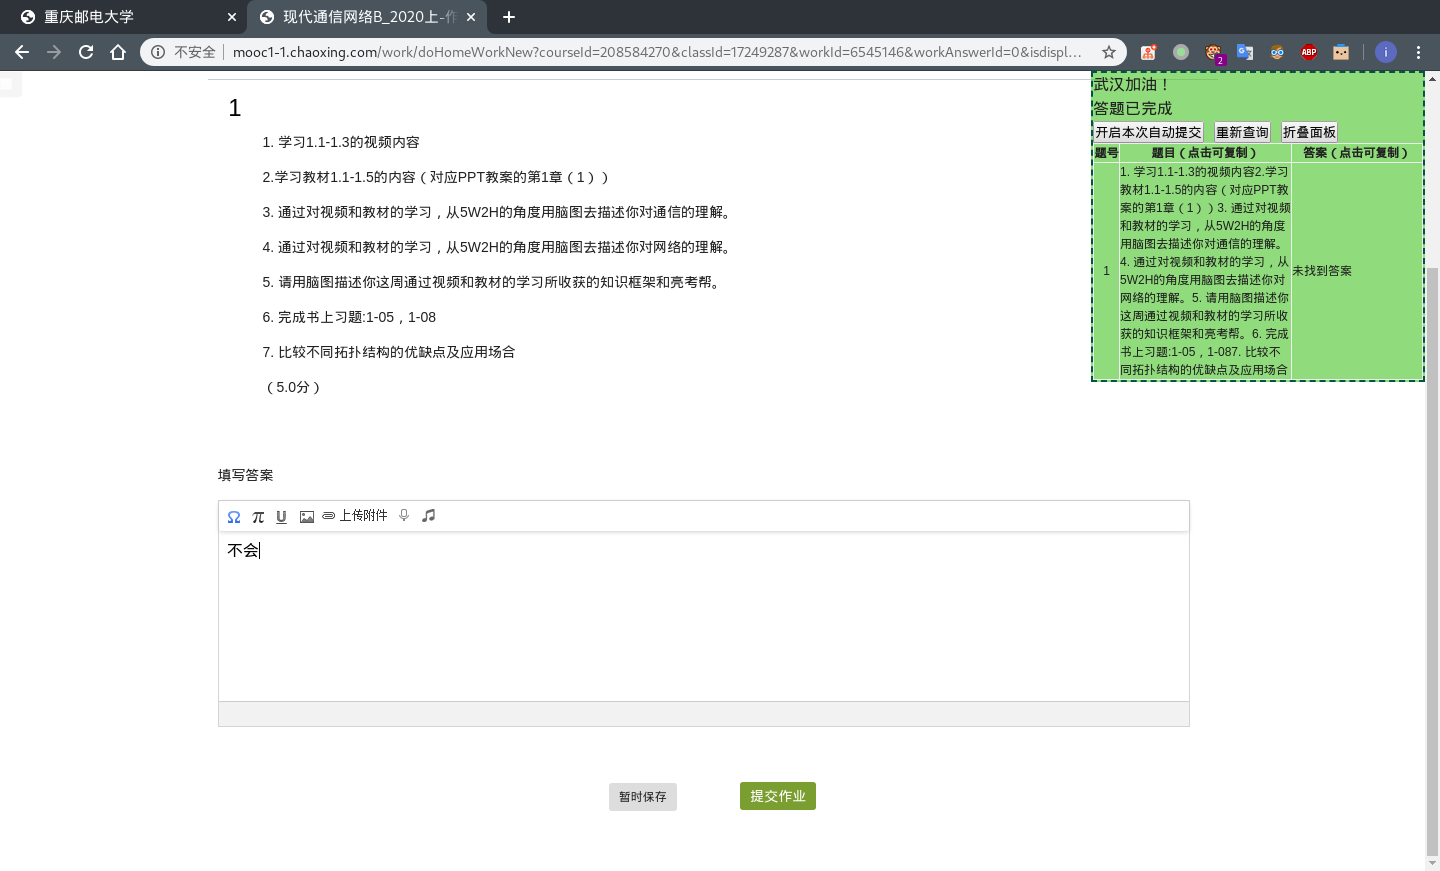 重庆邮电大学
现代通信网络B_2020上-作
不安全
mooc1-1.chaoxing.com/work/doHomeWorkNew?courseId=208584270&classId=17249287&workId=6545146&workAnswerId=0&isdispl...
2
ABP
i
1
1. 学习1.1-1.3的视频内容
2.学习教材1.1-1.5的内容（对应PPT教案的第1章（1））
3. 通过对视频和教材的学习，从5W2H的角度用脑图去描述你对通信的理解。
4. 通过对视频和教材的学习，从5W2H的角度用脑图去描述你对网络的理解。
5. 请用脑图描述你这周通过视频和教材的学习所收获的知识框架和亮考帮。
6. 完成书上习题:1-05，1-08
7. 比较不同拓扑结构的优缺点及应用场合
（5.0分）
武汉加油！
答题已完成
开启本次自动提交 重新查询 折叠面板
题号 题目（点击可复制） 答案（点击可复制）
1
1. 学习1.1-1.3的视频内容2.学习
教材1.1-1.5的内容（对应PPT教
案的第1章（1））3. 通过对视频
和教材的学习，从5W2H的角度
用脑图去描述你对通信的理解。
4. 通过对视频和教材的学习，从
5W2H的角度用脑图去描述你对
网络的理解。5. 请用脑图描述你
这周通过视频和教材的学习所收
获的知识框架和亮考帮。6. 完成
书上习题:1-05，1-087. 比较不
同拓扑结构的优缺点及应用场合
未找到答案
填写答案
Ω π U 上传附件
不会
暂时保存
提交作业